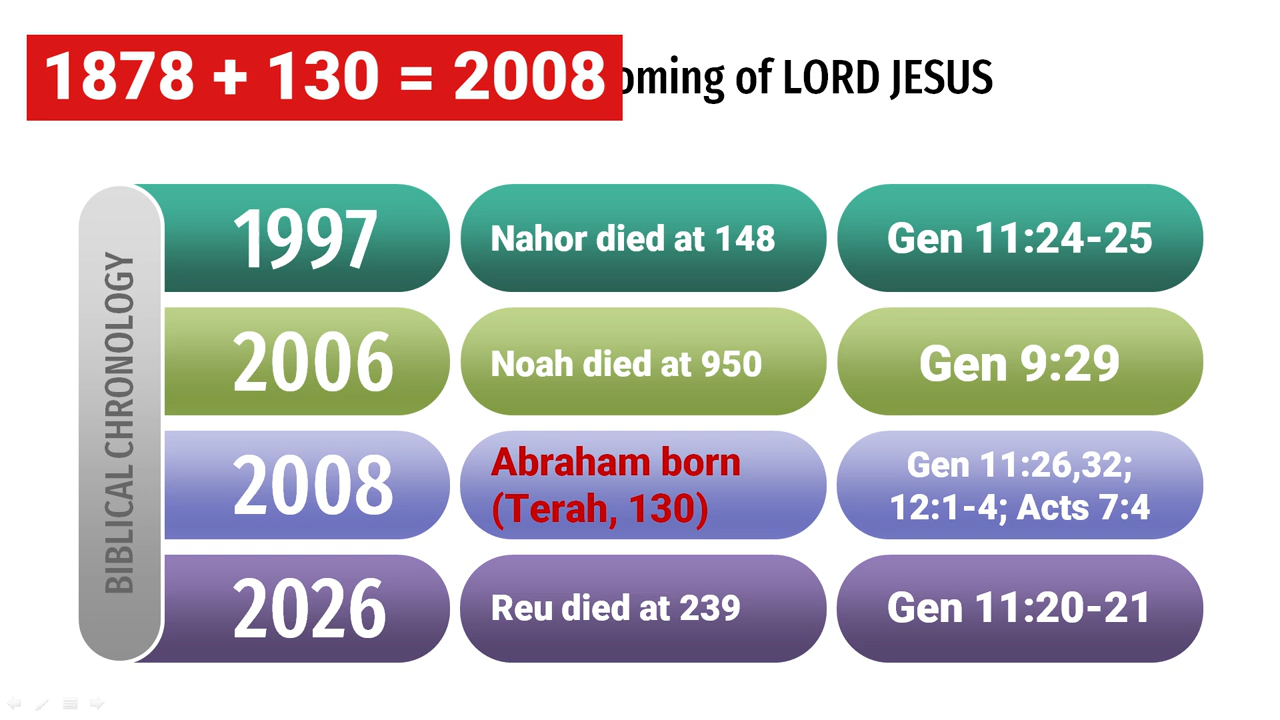 1878 + 130 = 2008
oming of LORD JESUS
BIBLICAL CHRONOLOGY
1997
Nahor died at 148
Gen 11:24-25
2006
Noah died at 950
Gen 9:29
2008
Abraham born
(Terah, 130)
Gen 11:26,32;
12:1-4; Acts 7:4
2026
Reu died at 239
Gen 11:20-21